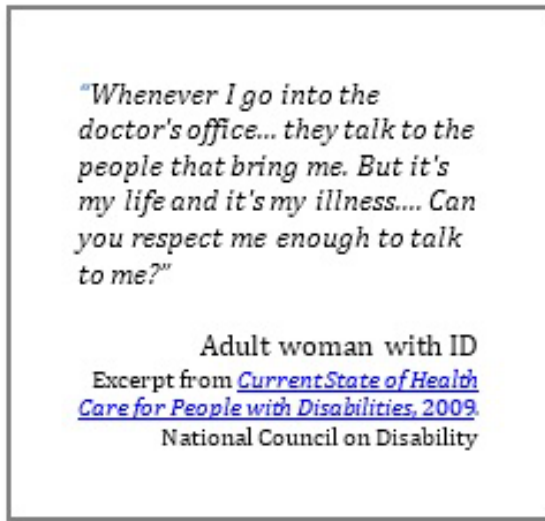 “Whenever I go into the
doctor's office... they talk to the
people that bring me. But it's
my life and it's my illness.... Can
you respect me enough to talk
to me?”
Adult woman with ID
Excerpt from Current State of Health
Care for People with Disabilities, 2009.
National Council on Disability